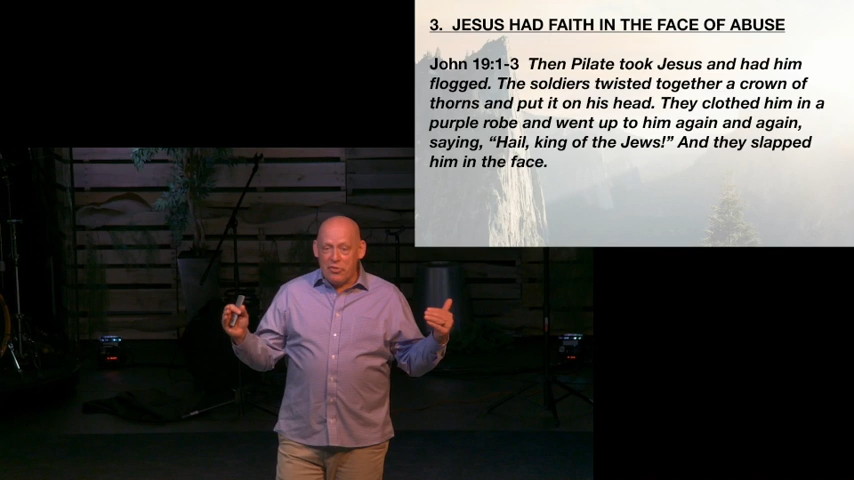 3. JESUS HAD FAITH IN THE FACE OF ABUSE
John 19:1-3 Then Pilate took Jesus and had him
flogged. The soldiers twisted together a crown of
thorns and put it on his head. They clothed him in a
purple robe and went up to him again and again,
saying, “Hail, king of the Jews!” And they slapped
him in the face.